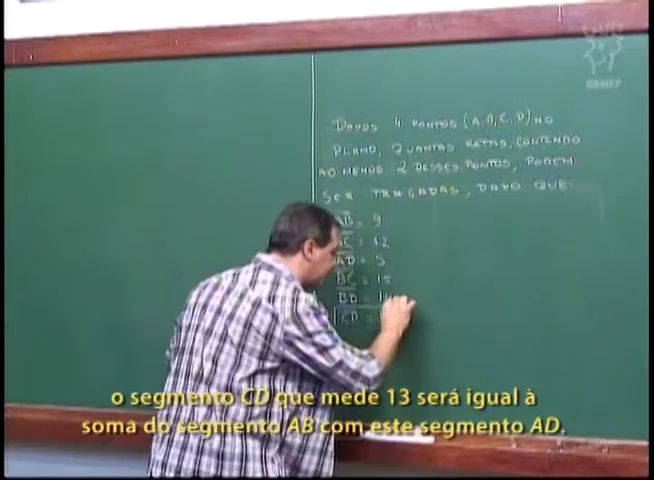 OBMEP
DADOS 4 PONTOS (A,B,C,D) NO
PLANO, QUANTAS RETAS, CONTENDO
AO MENOS 2 DESSES PONTOS, PODEM
SER TRAÇADAS, DADO QUE:
AB = 9
AC = 12
AD = 5
BC = 15
BD = 14
CD =
o segmento CD que mede 13 será igual à
soma do segmento AB com este segmento AD.